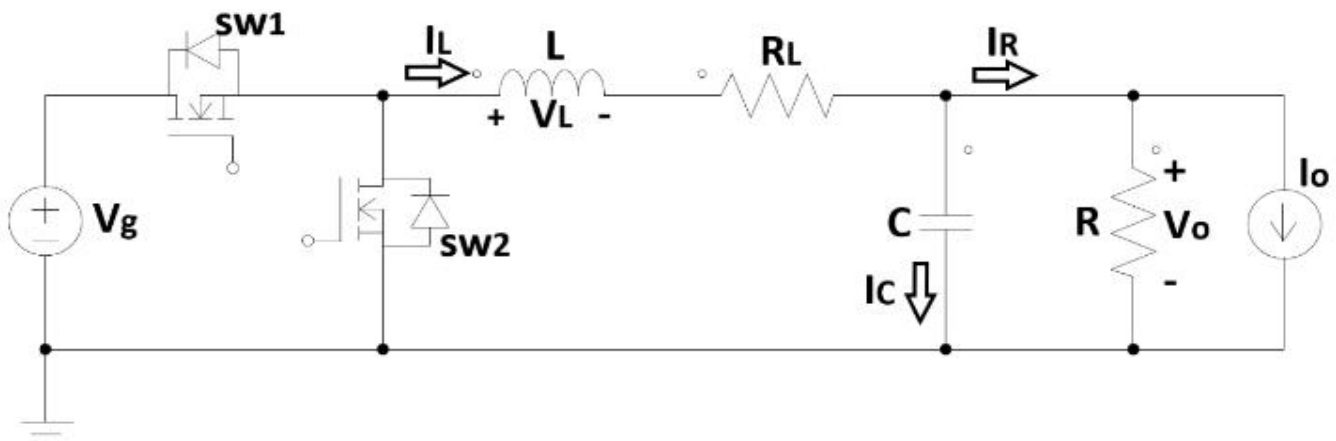 SW1
IL
L
RL
IR
+ VL -
Vg
+
-
SW2
C
IC
R
+
Vo
-
Io